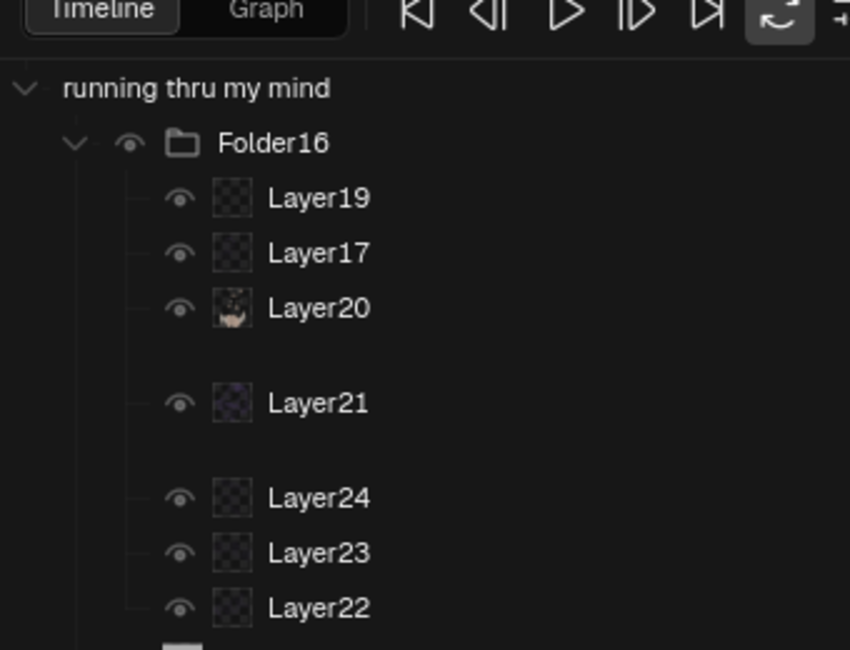 Timeline Graph
running thru my mind
Folder16
Layer19
Layer17
Layer20
Layer21
Layer24
Layer23
Layer22